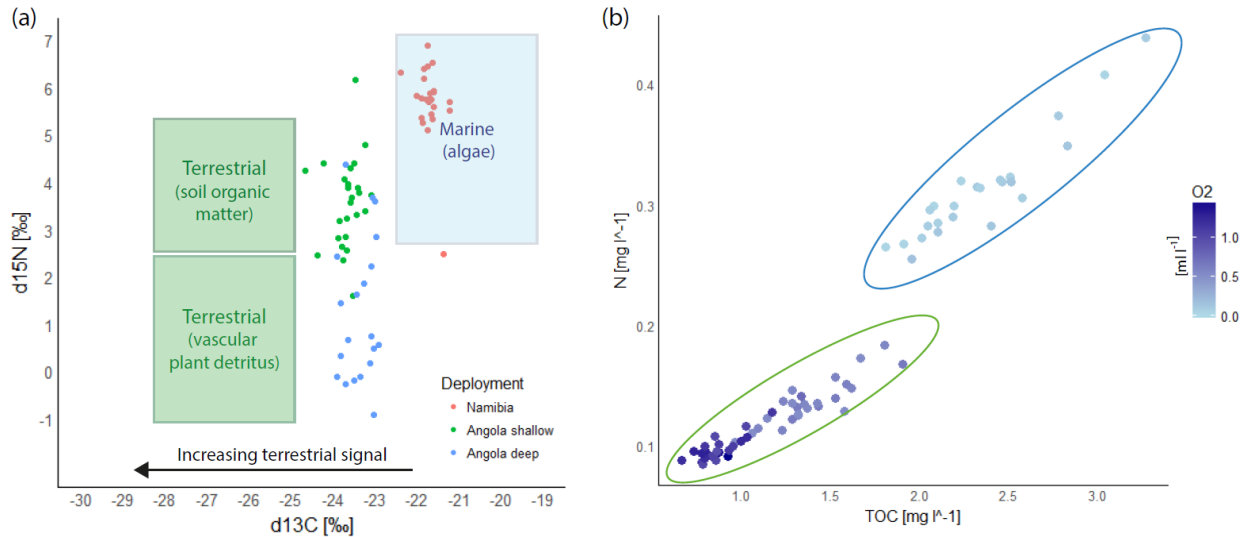 (a)
7
6
5
4
3
2
1
0
-1
d15N [‰]
Terrestrial
(soil organic
matter)
Terrestrial
(vascular
plant detritus)
Marine
(algae)
Deployment
Namibia
Angola shallow
Angola deep
Increasing terrestrial signal
-30 -29 -28 -27 -26 -25 -24 -23 -22 -21 -20 -19
d13C [‰]
(b)
0.4
0.3
0.2
0.1
N [mg l^-1]
1.0 1.5 2.0 2.5 3.0
TOC [mg l^-1]
O2
[ml l⁻¹]
1.0
0.5
0.0